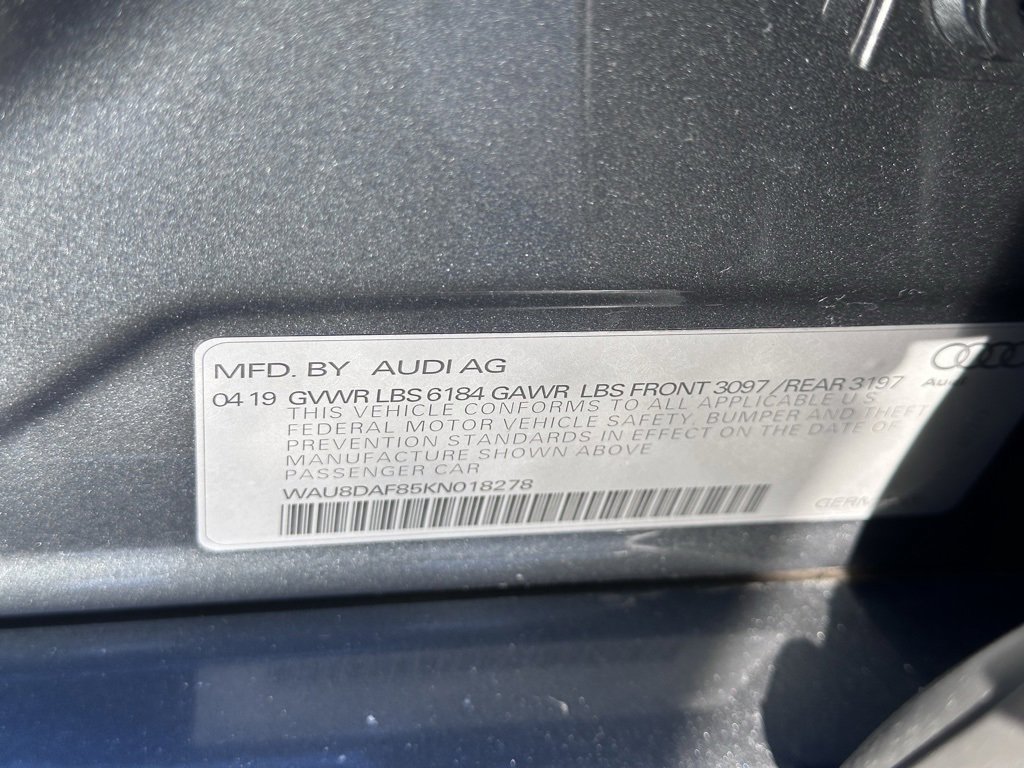 MFD. BY AUDI AG
04 19 GVWR LBS 6184 GAWR LBS FRONT 3097 /REAR 3197
Audi
THIS VEHICLE CONFORMS TO ALL APPLICABLE U S
FEDERAL MOTOR VEHICLE SAFETY, BUMPER AND THEFT
PREVENTION STANDARDS IN EFFECT ON THE DATE OF
MANUFACTURE SHOWN ABOVE
PASSENGER CAR
WAU8DAF85KN018278